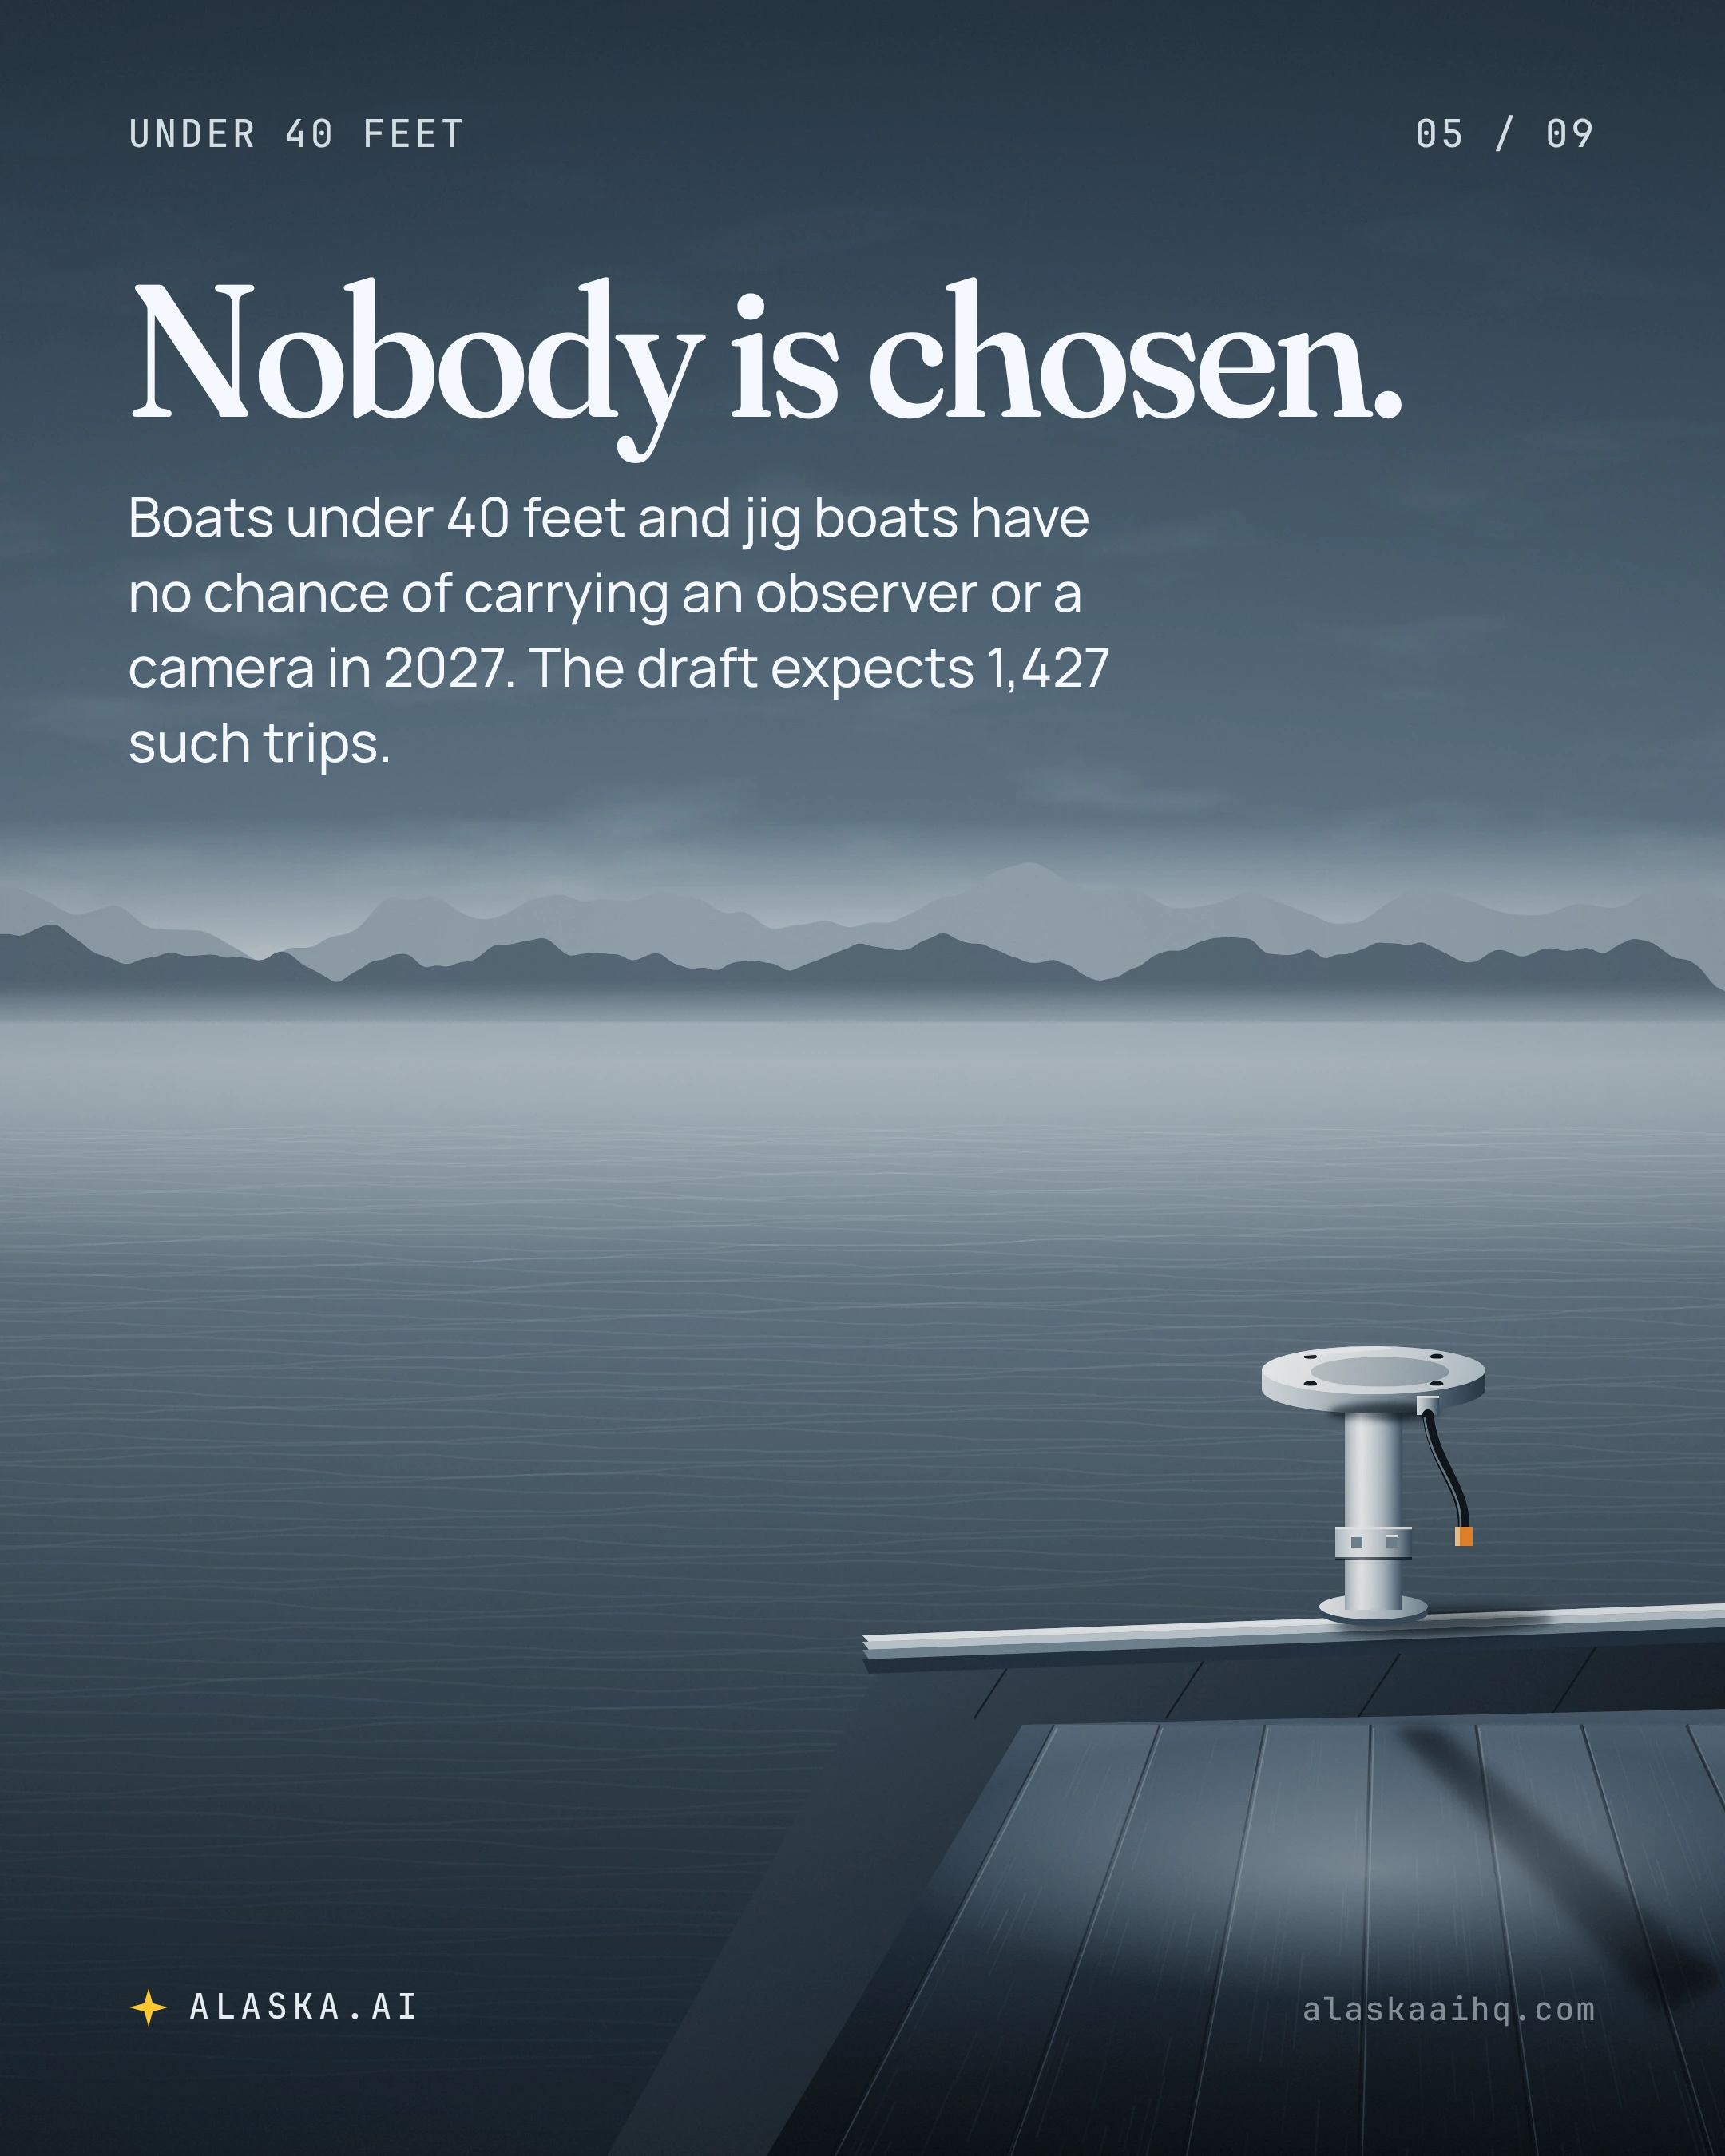 UNDER 40 FEET
05 / 09
Nobody is chosen.
Boats under 40 feet and jig boats have
no chance of carrying an observer or a
camera in 2027. The draft expects 1,427
such trips.
ALASKA.AI
alaskaaihq.com